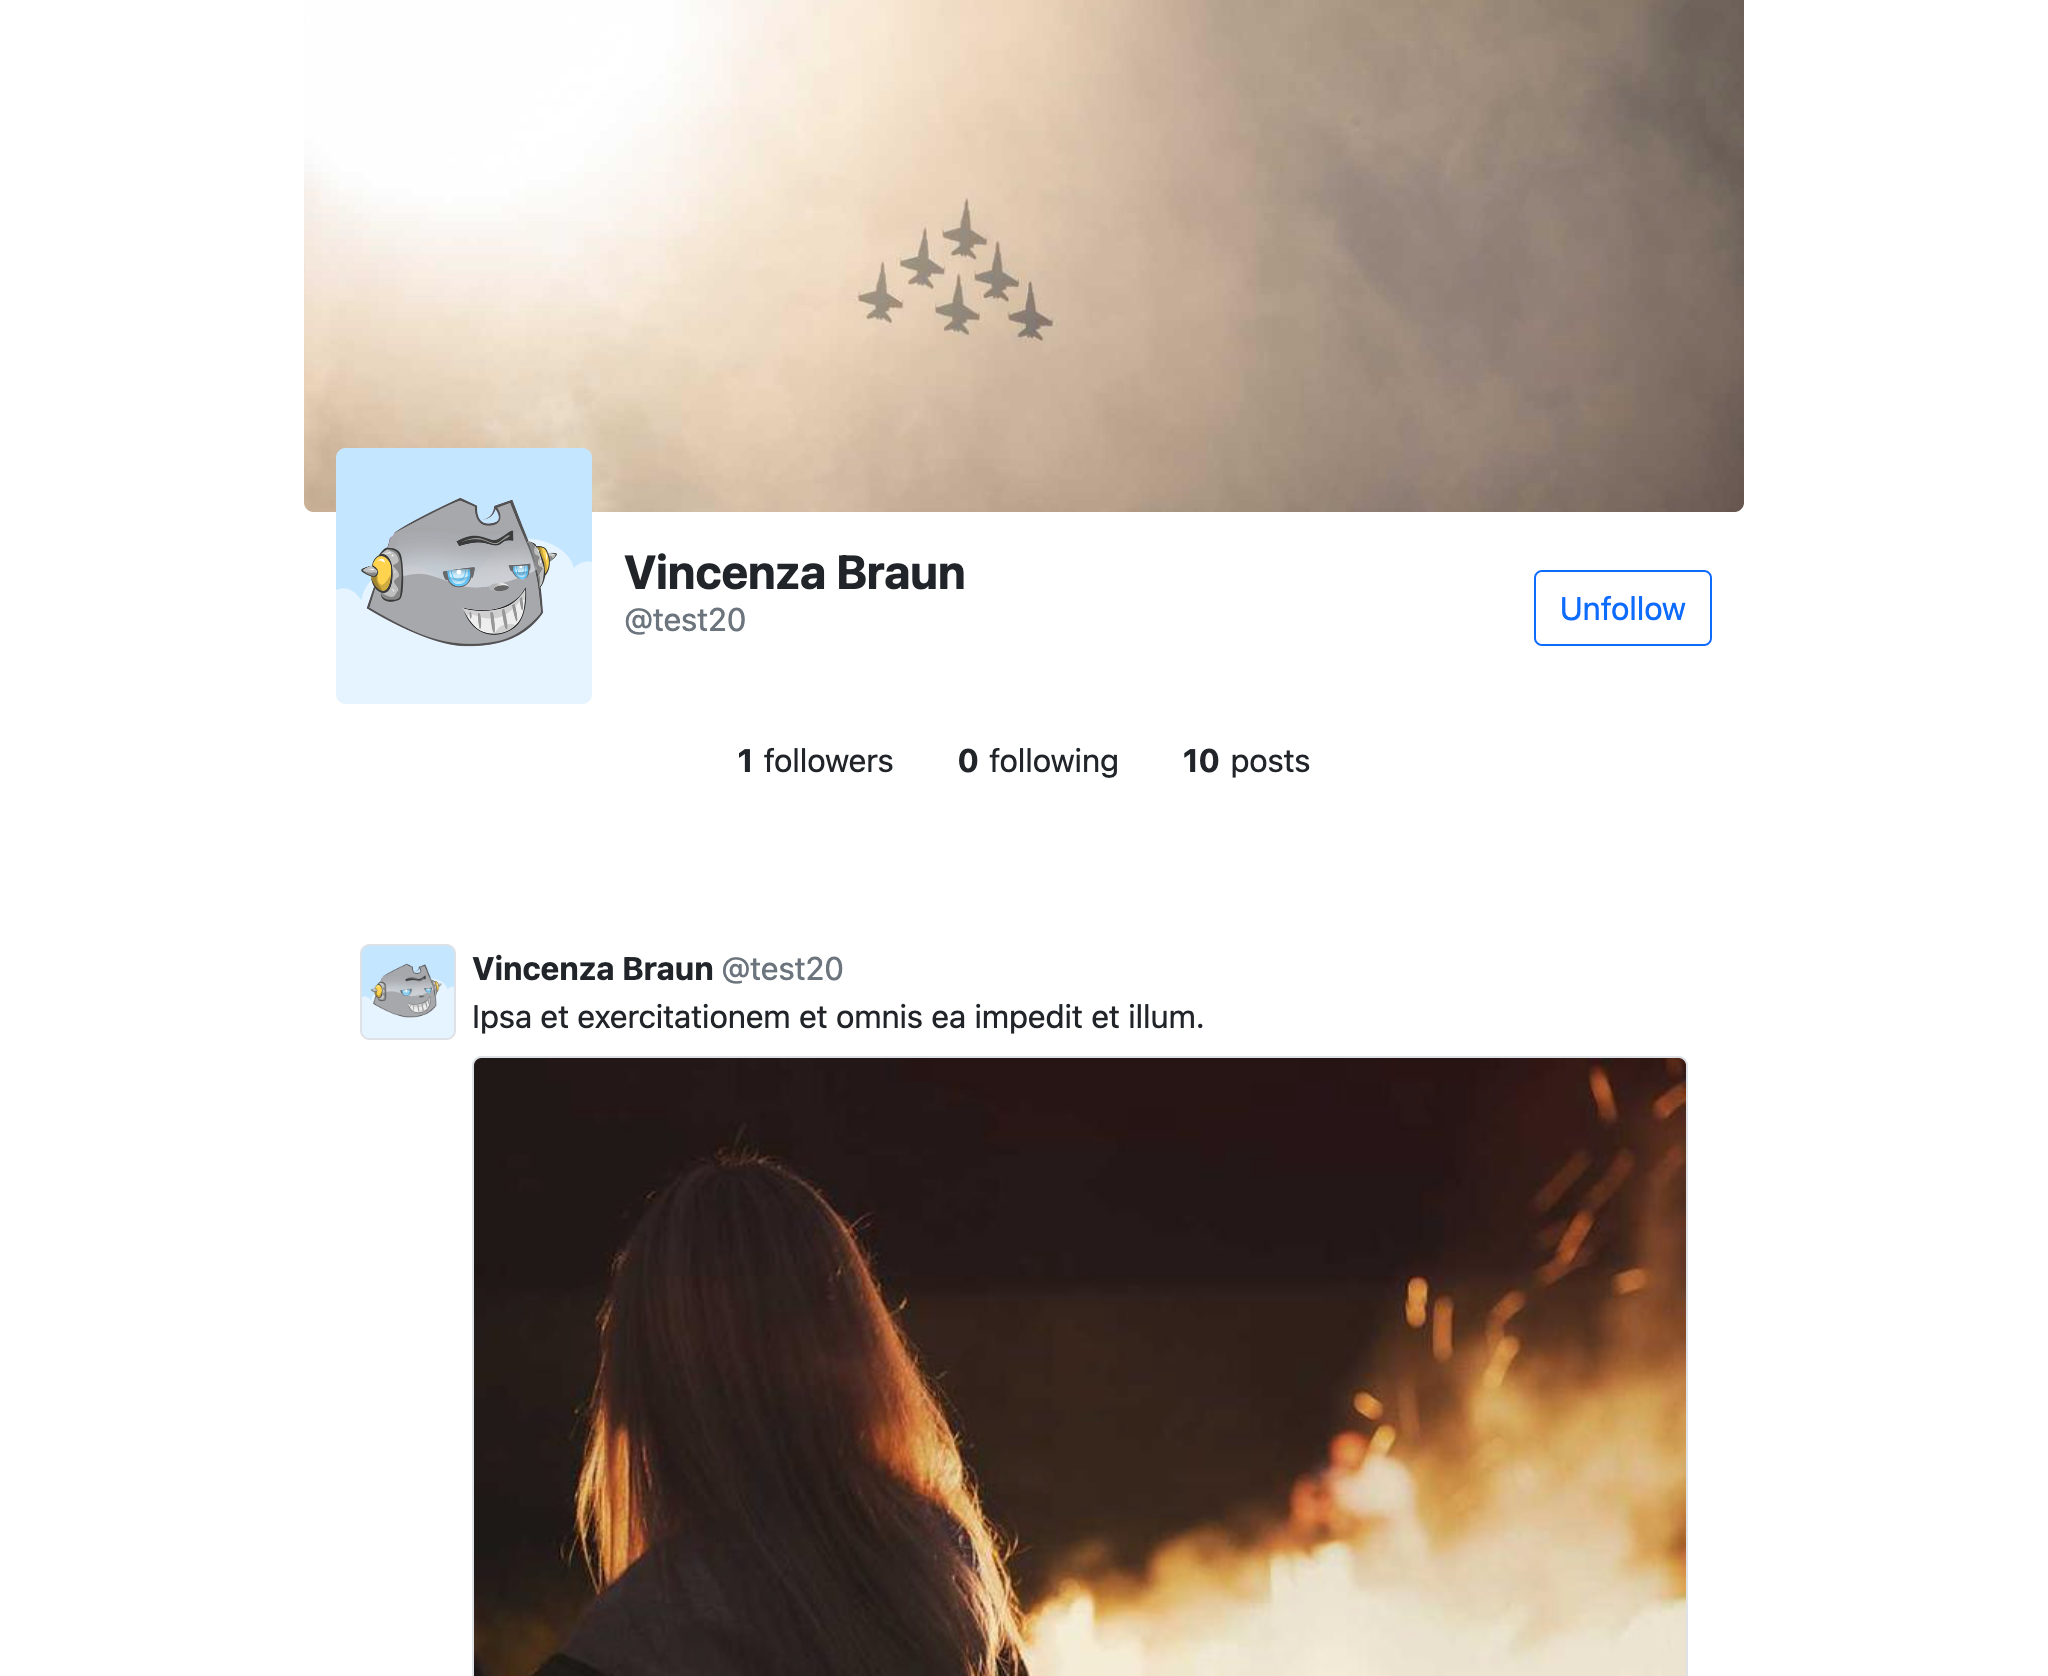 Vincenza Braun
@test20
Unfollow
1 followers 0 following 10 posts
Vincenza Braun @test20
Ipsa et exercitationem et omnis ea impedit et illum.